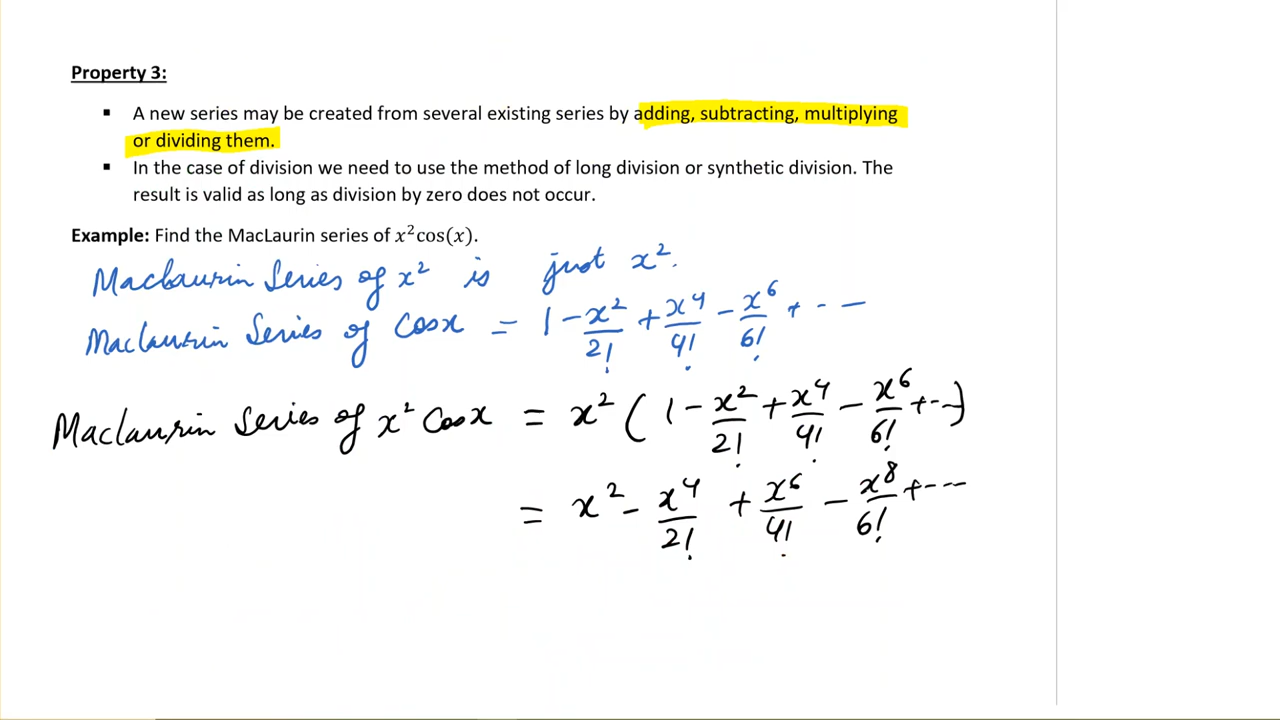 Property 3:
▪ A new series may be created from several existing series by adding, subtracting, multiplying
or dividing them.
▪ In the case of division we need to use the method of long division or synthetic division. The
result is valid as long as division by zero does not occur.
Example: Find the MacLaurin series of x²cos(x).
Maclaurin Series of x² is just x².
Maclaurin Series of Cosx = 1 - x²/2! + x⁴/4! - x⁶/6! + - - -
Maclaurin Series of x² Cosx = x² ( 1 - x²/2! + x⁴/4! - x⁶/6! + - - )
= x² - x⁴/2! + x⁶/4! - x⁸/6! + - - -